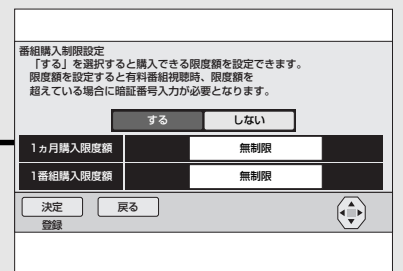 番組購入制限設定
「する」を選択すると購入できる限度額を設定できます。
限度額を設定すると有料番組視聴時、限度額を
超えている場合に暗証番号入力が必要となります。
する しない
1ヵ月購入限度額 無制限
1番組購入限度額 無制限
決定 戻る
登録